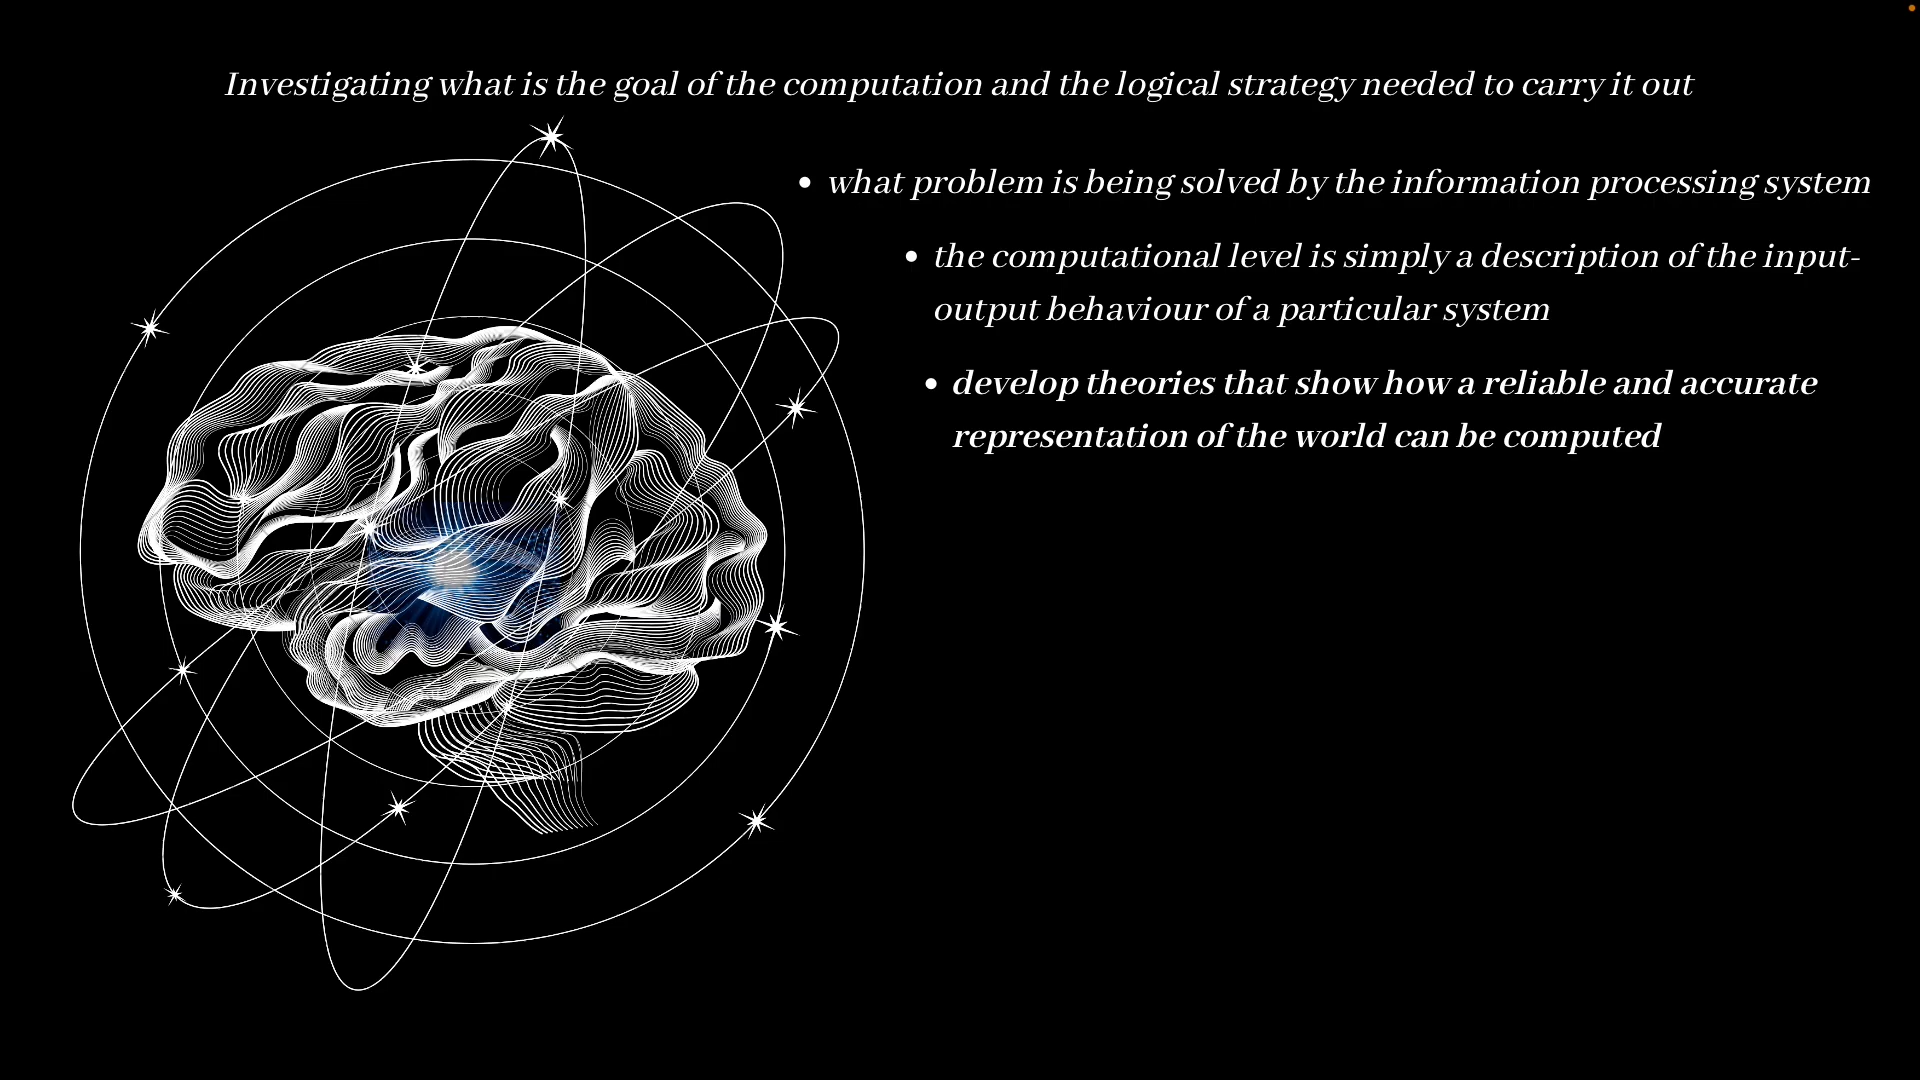 Investigating what is the goal of the computation and the logical strategy needed to carry it out
• what problem is being solved by the information processing system
• the computational level is simply a description of the input-
output behaviour of a particular system
• develop theories that show how a reliable and accurate
representation of the world can be computed